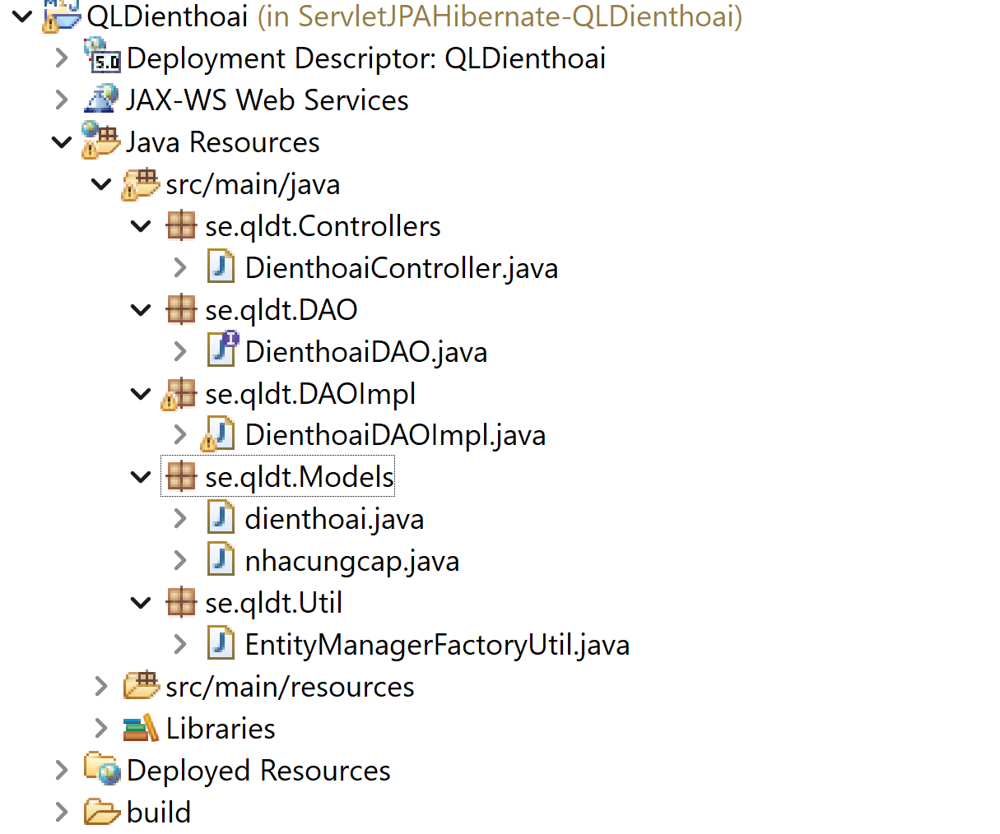 QLDienthoai (in ServletJPAHibernate-QLDienthoai)
5.0 Deployment Descriptor: QLDienthoai
JAX-WS Web Services
Java Resources
src/main/java
se.qldt.Controllers
DienthoaiController.java
se.qldt.DAO
DienthoaiDAO.java
se.qldt.DAOImpl
DienthoaiDAOImpl.java
se.qldt.Models
dienthoai.java
nhacungcap.java
se.qldt.Util
EntityManagerFactoryUtil.java
src/main/resources
Libraries
Deployed Resources
build